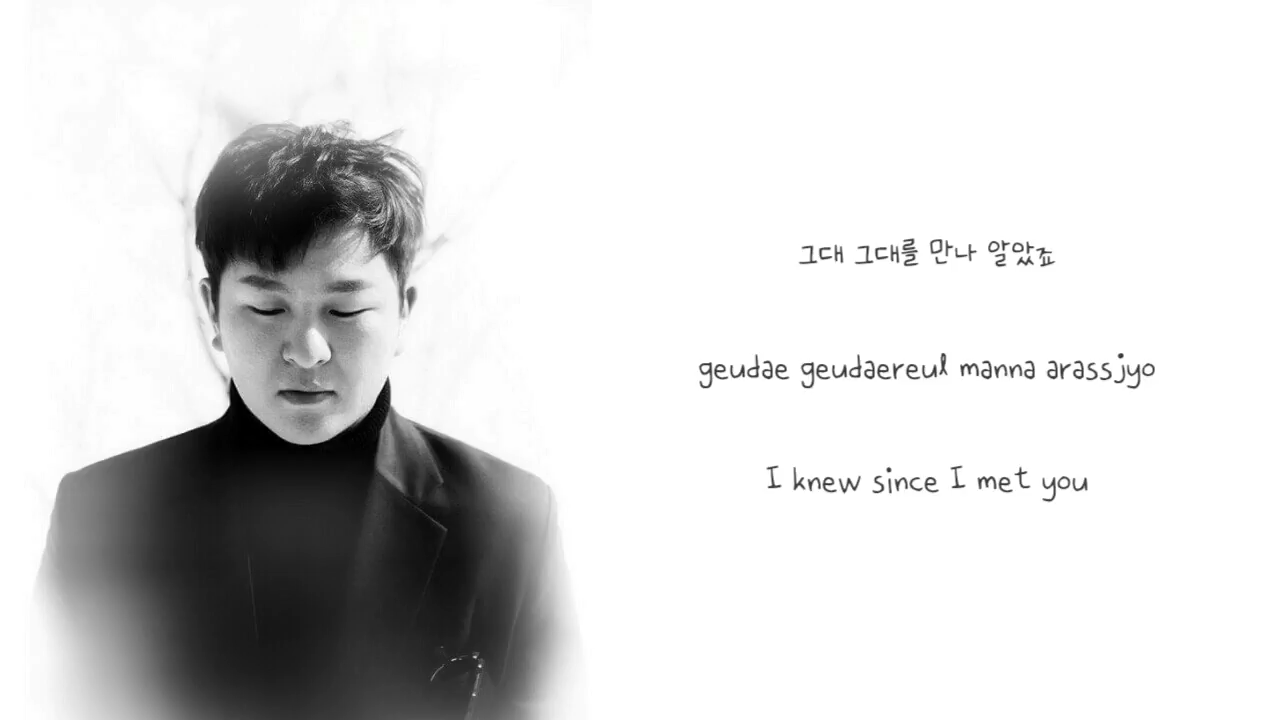 그대 그대를 만나 알았죠
geudae geudaereul manna arassjyo
I knew since I met you